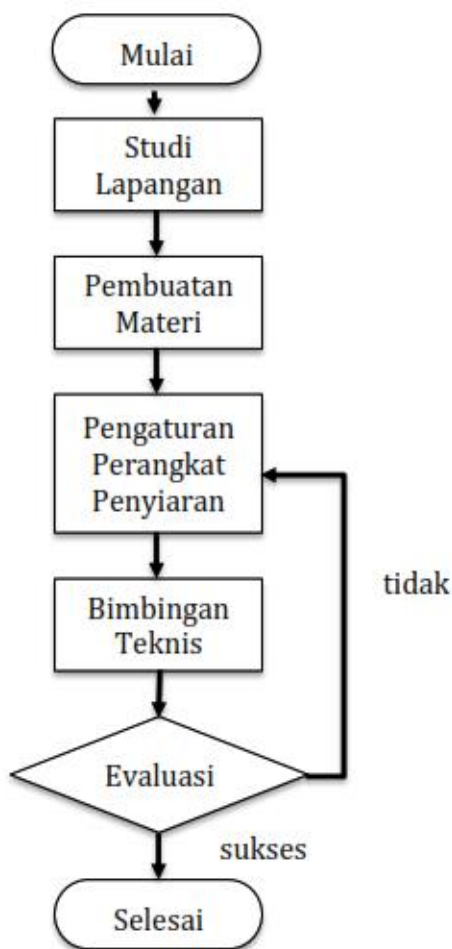 Mulai
Studi
Lapangan
Pembuatan
Materi
Pengaturan
Perangkat
Penyiaran
Bimbingan
Teknis
tidak
Evaluasi
sukses
Selesai